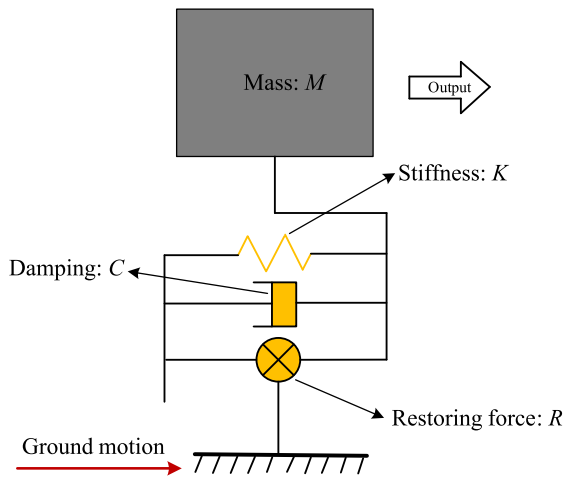 Mass: M
Output
Stiffness: K
Damping: C
Restoring force: R
Ground motion